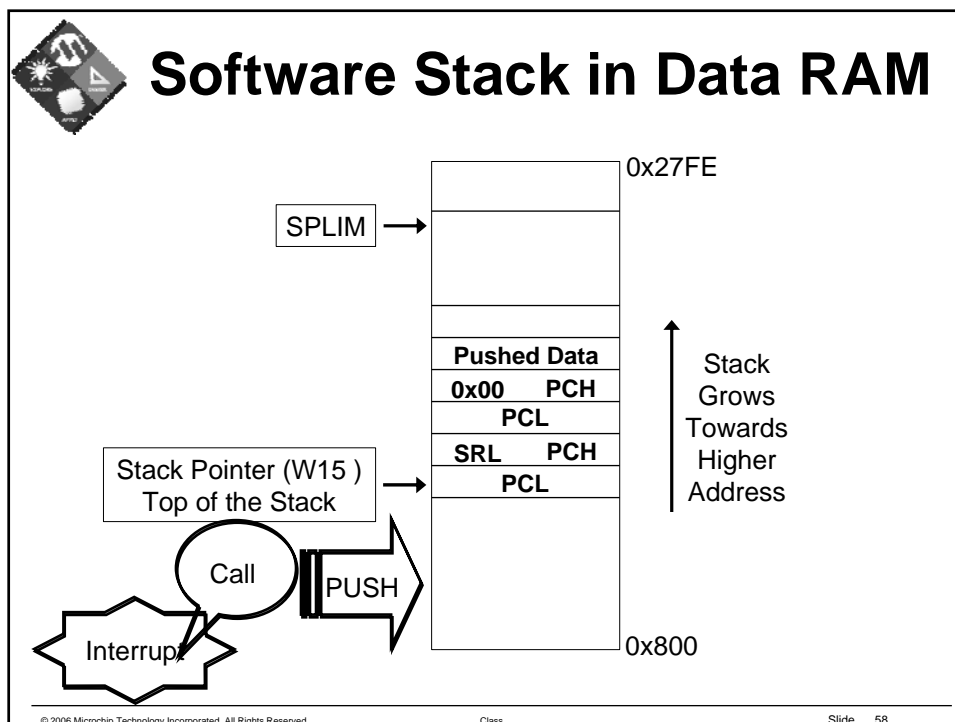 Software Stack in Data RAM
0x27FE
SPLIM
Pushed Data
0x00 PCH
PCL
SRL PCH
PCL
Stack
Grows
Towards
Higher
Address
Stack Pointer (W15 )
Top of the Stack
Call
PUSH
Interrupt
0x800
© 2006 Microchip Technology Incorporated. All Rights Reserved.
Class
Slide 58